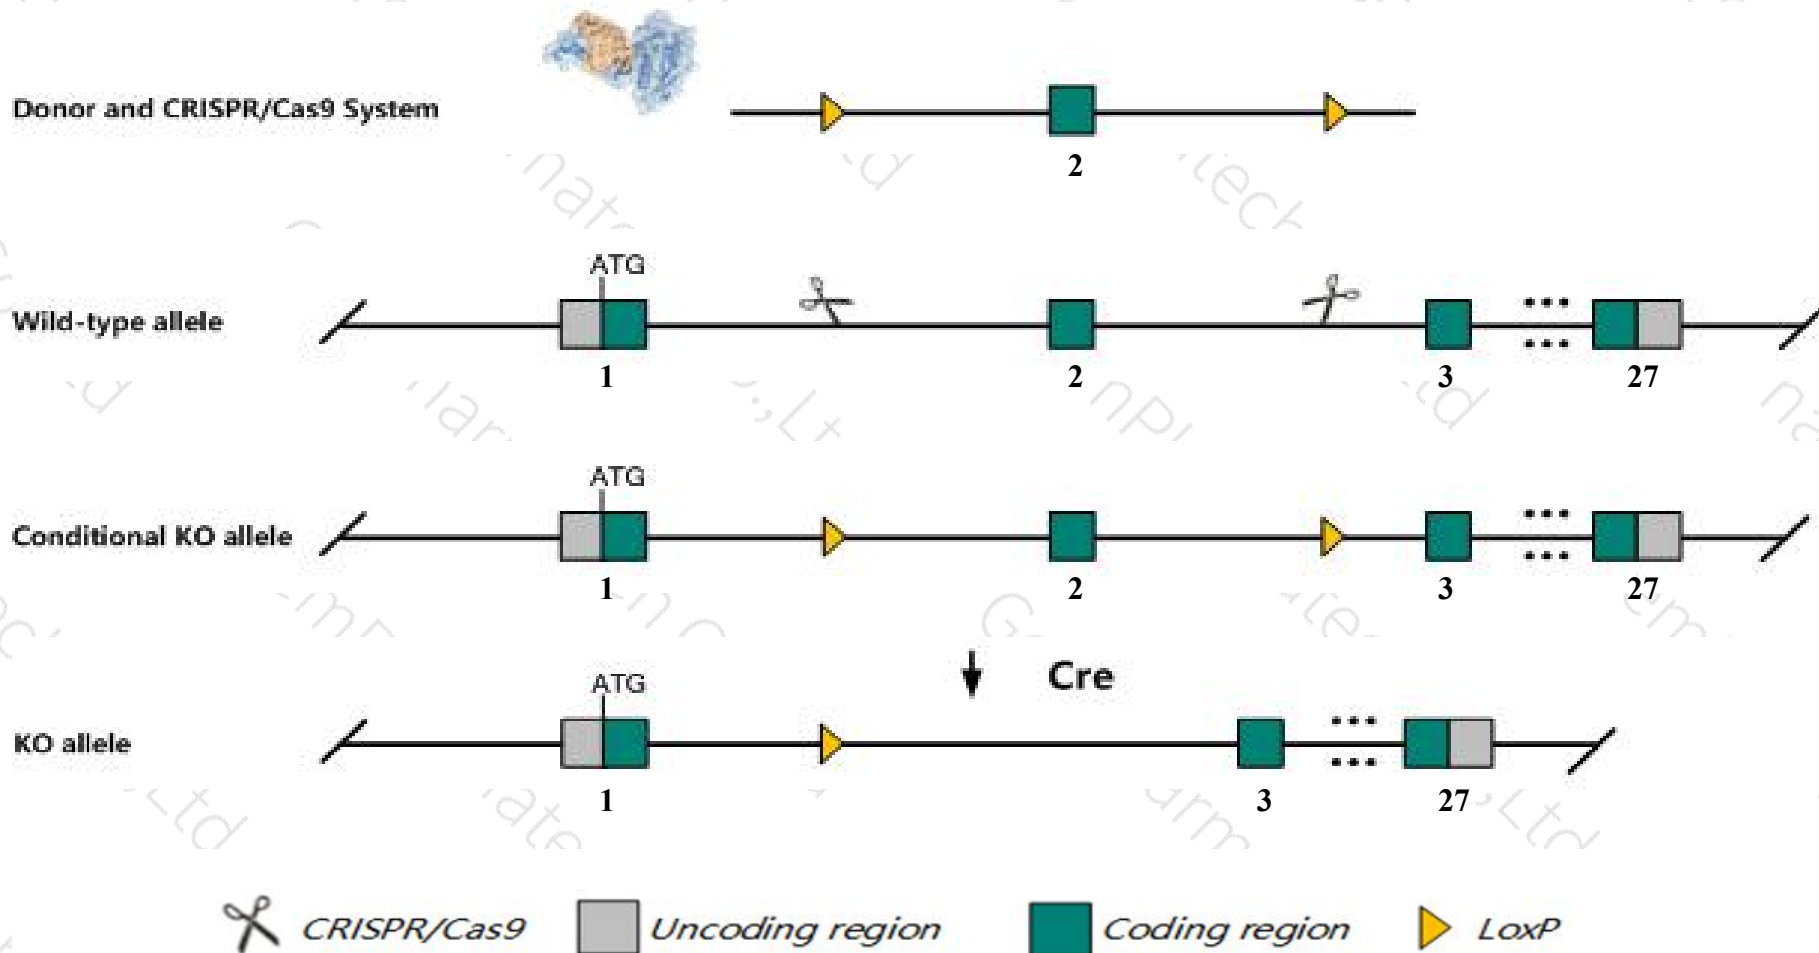 Donor and CRISPR/Cas9 System
2
ATG
Wild-type allele
1 2 3 27
ATG
Conditional KO allele
1 2 3 27
Cre
ATG
KO allele
1 3 27
CRISPR/Cas9 Uncoding region Coding region LoxP